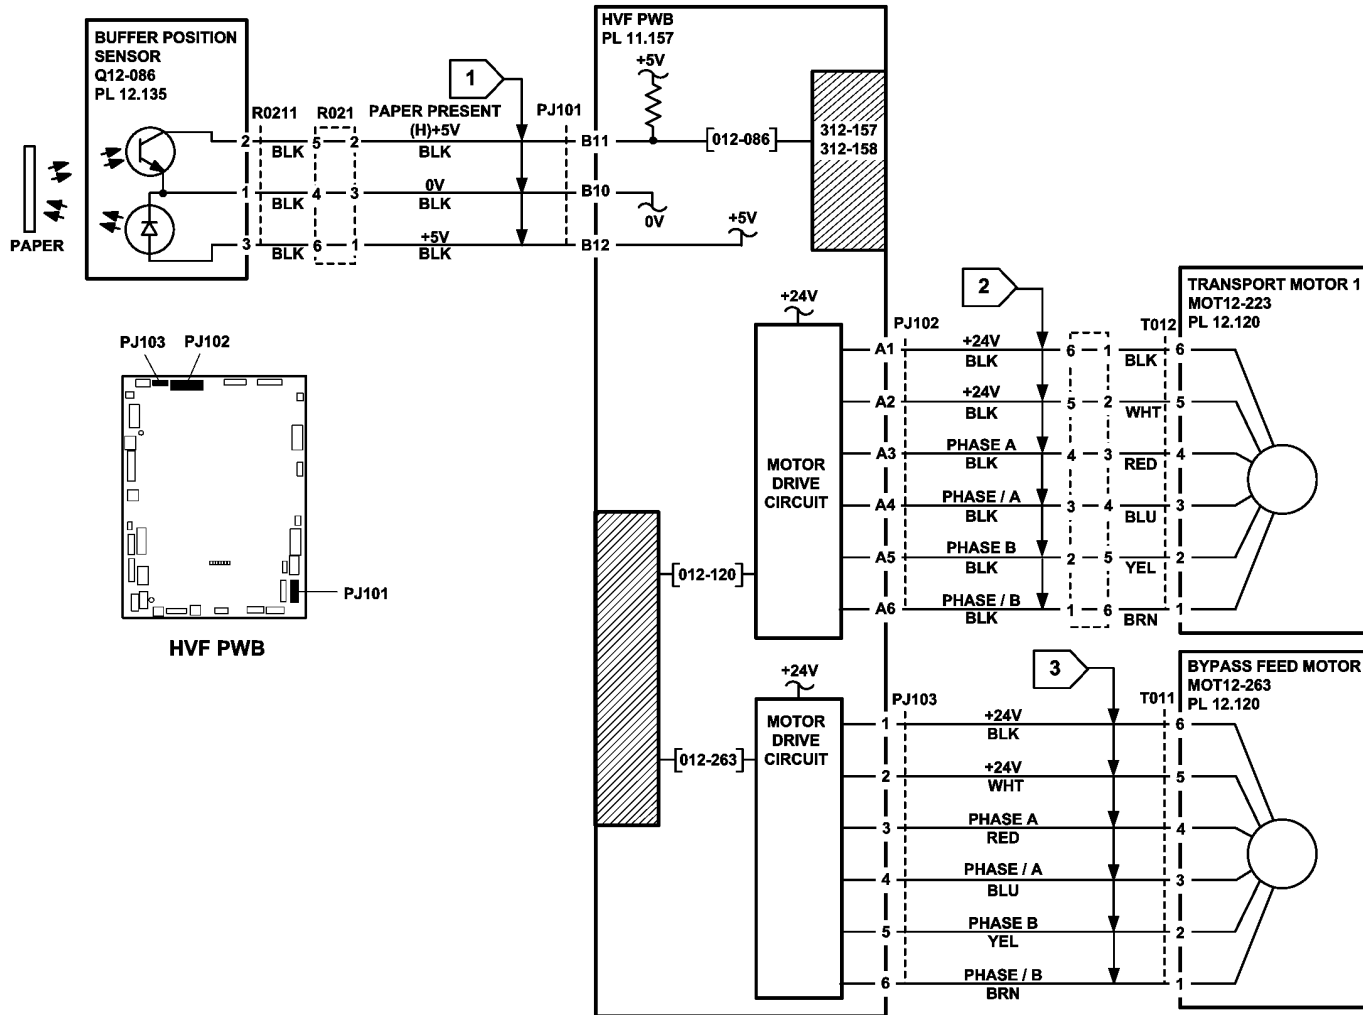 BUFFER POSITION
SENSOR
Q12-086
PL 12.135
PAPER
2
1
3
R0211
BLK
BLK
BLK
R021
5 2
4 3
6 1
PAPER PRESENT
(H)+5V
BLK
0V
BLK
+5V
BLK
1
PJ101
B11
B10
B12
HVF PWB
PL 11.157
+5V
[012-086]
0V
+5V
312-157
312-158
PJ103
PJ102
PJ101
HVF PWB
+24V
MOTOR
DRIVE
CIRCUIT
[012-120]
PJ102
A1
A2
A3
A4
A5
A6
2
+24V
BLK
+24V
BLK
PHASE A
BLK
PHASE / A
BLK
PHASE B
BLK
PHASE / B
BLK
6 1
5 2
4 3
3 4
2 5
1 6
T012
BLK
WHT
RED
BLU
YEL
BRN
6
5
4
3
2
1
TRANSPORT MOTOR 1
MOT12-223
PL 12.120
+24V
MOTOR
DRIVE
CIRCUIT
[012-263]
PJ103
1
2
3
4
5
6
3
+24V
BLK
+24V
WHT
PHASE A
RED
PHASE / A
BLU
PHASE B
YEL
PHASE / B
BRN
T011
6
5
4
3
2
1
BYPASS FEED MOTOR
MOT12-263
PL 12.120